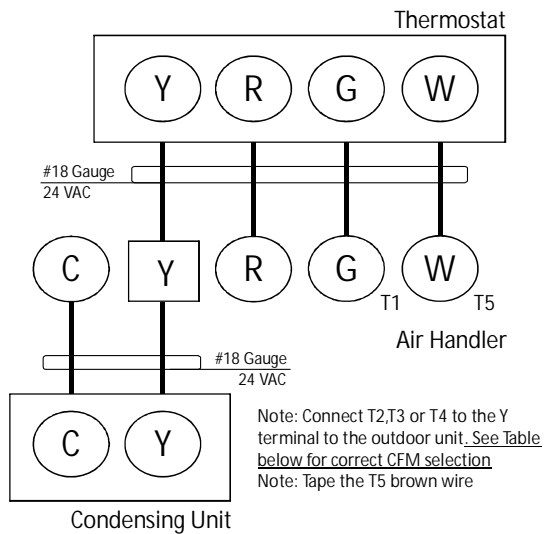 Thermostat
Y R G W
#18 Gauge
24 VAC
C Y R G W
T1 T5
Air Handler
#18 Gauge
24 VAC
C Y
Note: Connect T2,T3 or T4 to the Y
terminal to the outdoor unit. See Table
below for correct CFM selection
Note: Tape the T5 brown wire
Condensing Unit